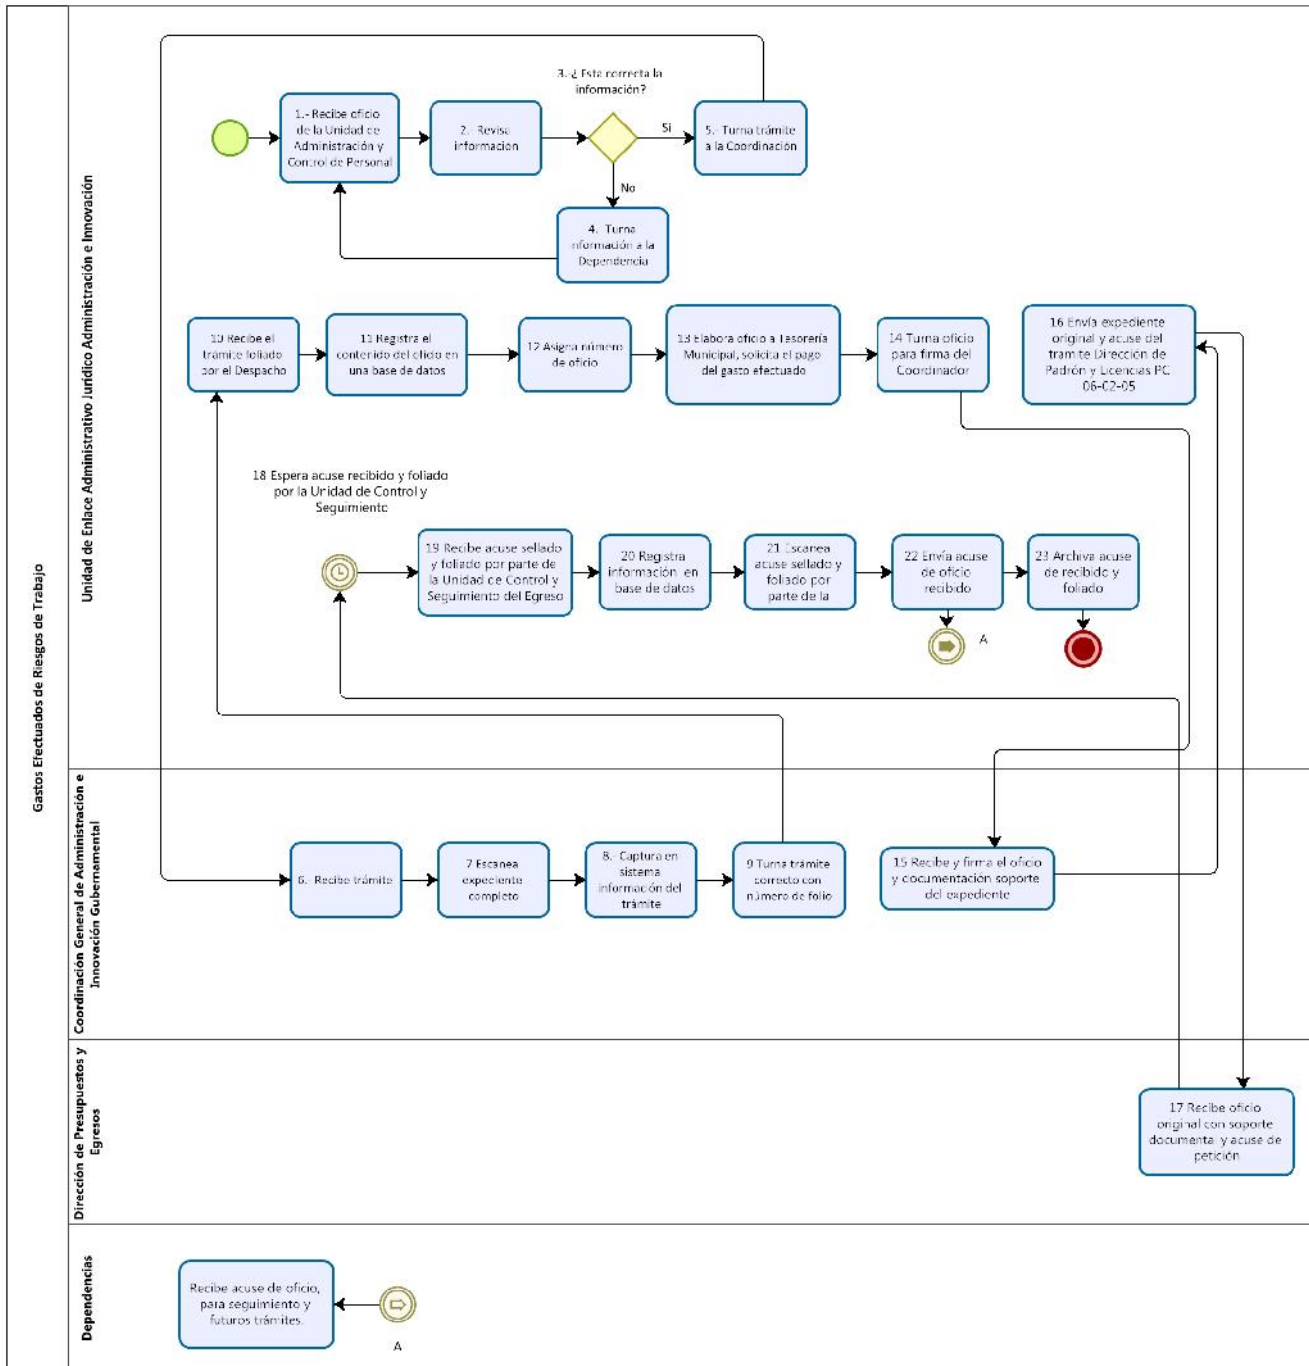 Gastos Efectuados de Riesgos de Trabajo
Unidad de Enlace Administrativo Jurídico Administración e Innovación
3.-¿ Esta correcta la
información?
1.- Recibe oficio
de la Unidad de
Administración y
Control de Personal
2.- Revisa
informacion
Si
5.- Turna trámite
a la Coordinación
No
4.- Turna
nformación a la
Dependencia
10 Recibe el
trámite foliado
por el Despacho
11 Registra el
contenido del oficio en
una base de datos
12 Asigna número
de oficio
13 Elabora oficio a Tesorería
Municipal, solicita el pago
del gasto efectuado
14 Turna oficio
para firma del
Coordinador
16 Envía expediente
original y acuse del
tramite Dirección de
Padrón y Licencias PC
06-02-05
18 Espera acuse recibido y foliado
por la Unidad de Control y
Seguimiento
19 Recibe acuse sellado
y foliado por parte de
la Unidad de Control y
Seguimiento del Egreso
20 Registra
información en
base de datos
21 Escanea
acuse sellado y
foliado por
parte de la
22 Envía acuse
de oficio
recibido
23 Archiva acuse
de recibido y
foliado
A
Coordinación General de Administración e
Innovación Gubernamental
6.- Recibe trámite
7 Escanea
expediente
completo
8.- Captura en
sistema
información del
trámite
9 Turna trámite
correcto con
número de folio
15 Recibe y firma el oficio
y documentación soporte
del expediente
Dirección de Presupuestos y
Egresos
17 Recibe oficio
original con soporte
documental y acuse de
petición
Dependencias
Recibe acuse de oficio,
para seguimiento y
futuros trámites.
A